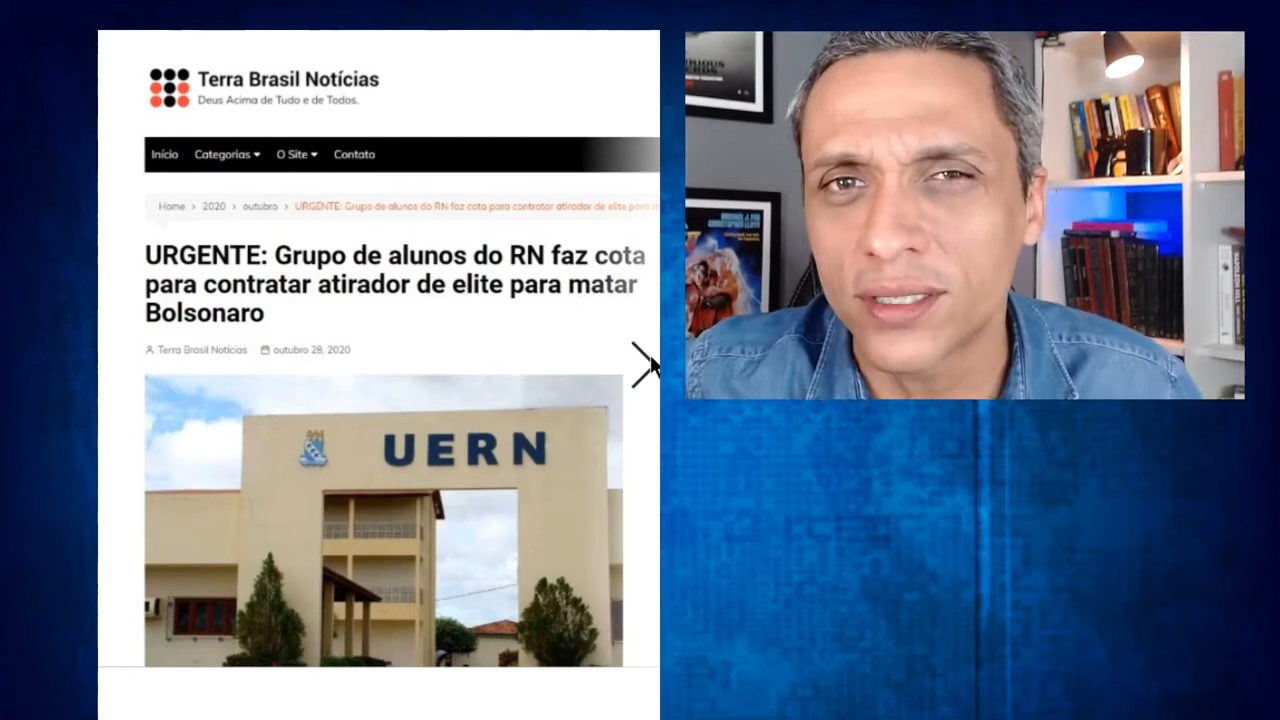 Terra Brasil Notícias
Deus Acima de Tudo e de Todos.
Início Categorias O Site Contato
Home > 2020 > outubro > URGENTE: Grupo de alunos do RN faz cota para contratar atirador de elite para
URGENTE: Grupo de alunos do RN faz cota
para contratar atirador de elite para matar
Bolsonaro
Terra Brasil Notícias outubro 28, 2020
UERN
NAPOLEON HILL